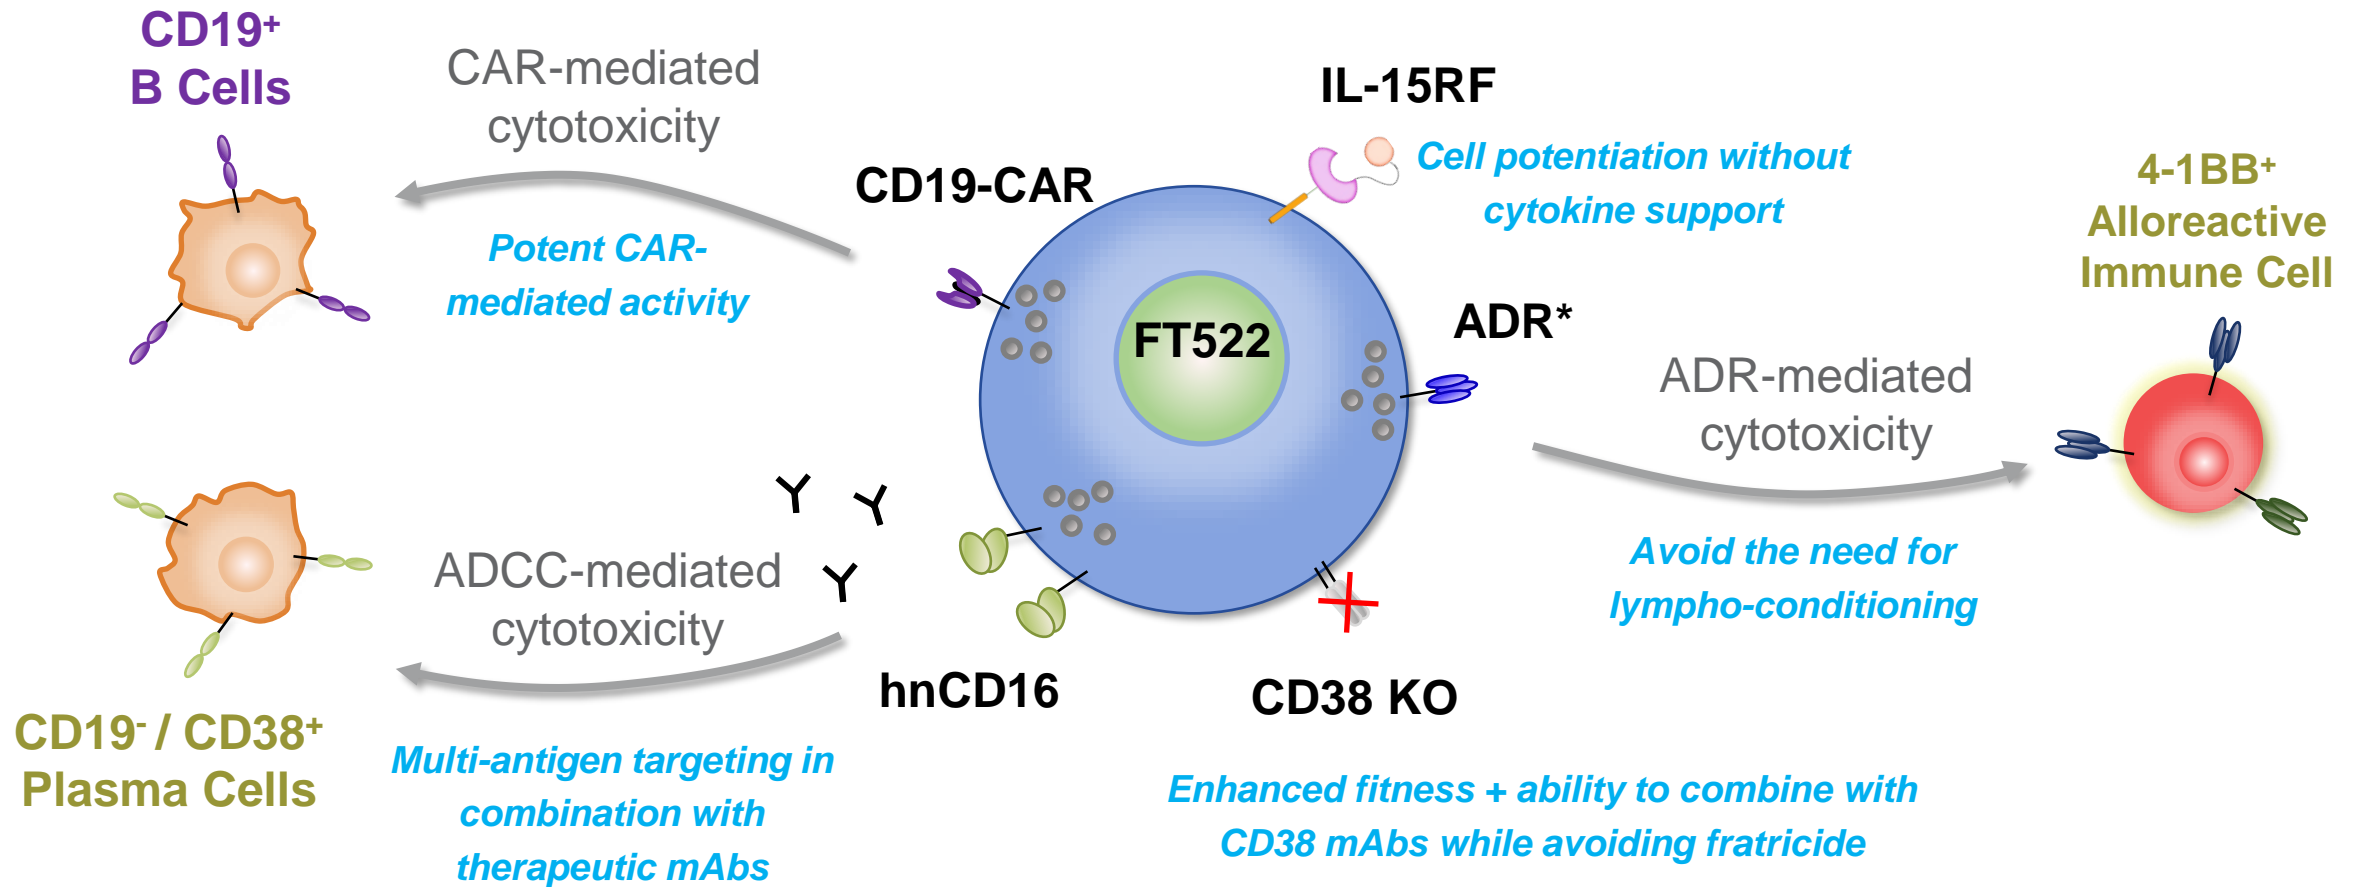 CD19⁺
B Cells
CAR-mediated
cytotoxicity
Potent CAR-
mediated activity
CD19-CAR
IL-15RF
Cell potentiation without
cytokine support
4-1BB⁺
Alloreactive
Immune Cell
FT522
ADR*
ADR-mediated
cytotoxicity
Avoid the need for
lympho-conditioning
ADCC-mediated
cytotoxicity
hnCD16
CD38 KO
CD19⁻ / CD38⁺
Plasma Cells
Multi-antigen targeting in
combination with
therapeutic mAbs
Enhanced fitness + ability to combine with
CD38 mAbs while avoiding fratricide